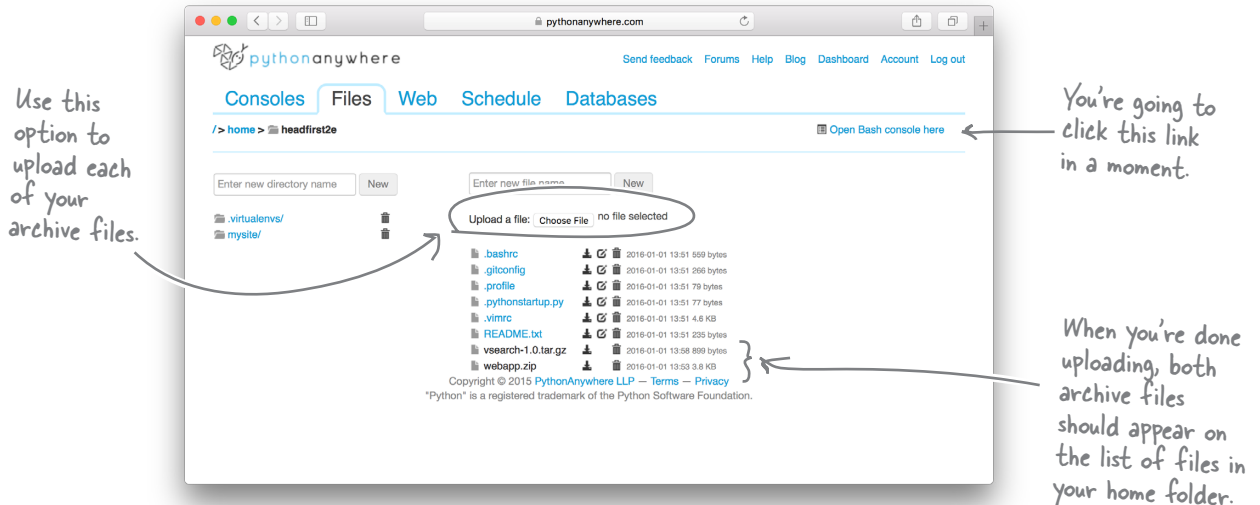 pythonanywhere.com
pythonanywhere
Send feedback Forums Help Blog Dashboard Account Log out
Consoles Files Web Schedule Databases
/ > home > headfirst2e
Open Bash console here
Use this
option to
upload each
of your
archive files.
You're going to
click this link
in a moment.
Enter new directory name New
Enter new file name New
.virtualenvs/
mysite/
Upload a file: Choose File no file selected
.bashrc 2016-01-01 13:51 559 bytes
.gitconfig 2016-01-01 13:51 266 bytes
.profile 2016-01-01 13:51 79 bytes
.pythonstartup.py 2016-01-01 13:51 77 bytes
.vimrc 2016-01-01 13:51 4.6 KB
README.txt 2016-01-01 13:51 235 bytes
vsearch-1.0.tar.gz 2016-01-01 13:58 899 bytes
webapp.zip 2016-01-01 13:53 3.8 KB
Copyright © 2015 PythonAnywhere LLP — Terms — Privacy
"Python" is a registered trademark of the Python Software Foundation.
When you're done
uploading, both
archive files
should appear on
the list of files in
your home folder.